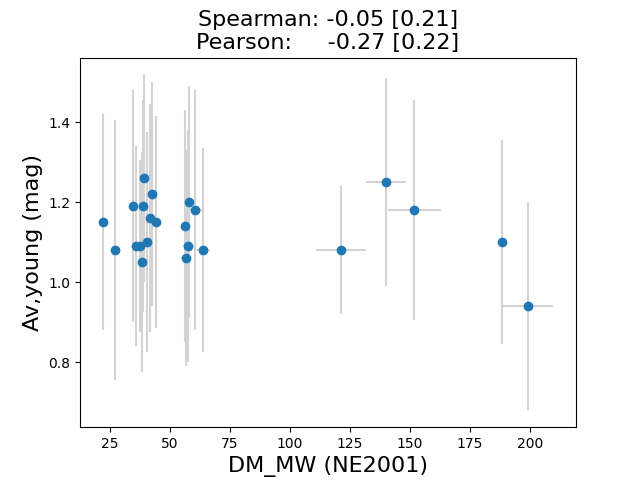 Spearman: -0.05 [0.21]
Pearson: -0.27 [0.22]
Av,young (mag)
1.4
1.2
1.0
0.8
25 50 75 100 125 150 175 200
DM_MW (NE2001)